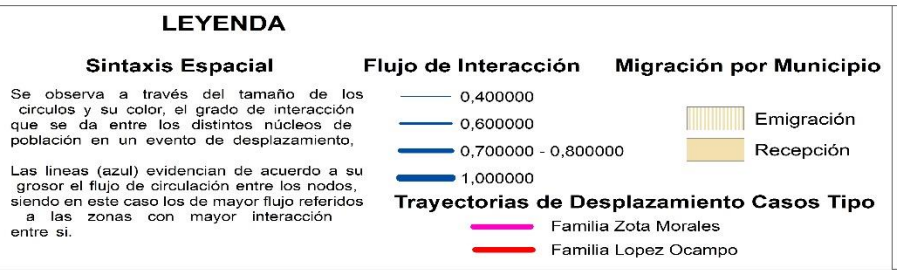 LEYENDA
Sintaxis Espacial
Se observa a través del tamaño de los
circulos y su color, el grado de interacción
que se da entre los distintos núcleos de
población en un evento de desplazamiento,
Las lineas (azul) evidencian de acuerdo a su
grosor el flujo de circulación entre los nodos,
siendo en este caso los de mayor flujo referidos
a las zonas con mayor interacción
entre si.
Flujo de Interacción
0,400000
0,600000
0,700000 - 0,800000
1,000000
Migración por Municipio
Emigración
Recepción
Trayectorias de Desplazamiento Casos Tipo
Familia Zota Morales
Familia Lopez Ocampo